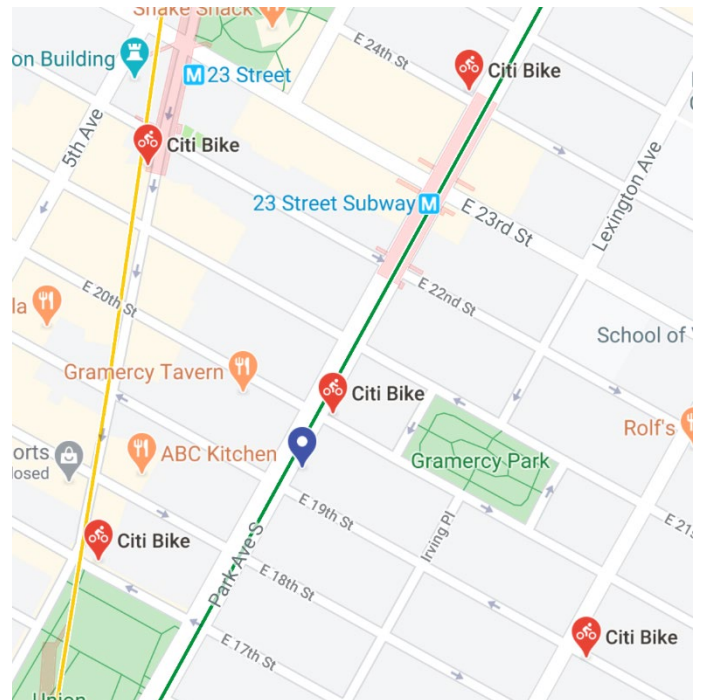 Shake Shack
E 24th St
Citi Bike
on Building
M 23 Street
5th Ave
Citi Bike
Lexington Ave
23 Street Subway M
E 23rd St
E 20th St
E 22nd St
la
School of
Gramercy Tavern
Citi Bike
Rolf's
orts
losed
ABC Kitchen
Gramercy Park
E 19th St
E 21s
Irving Pl
Citi Bike
Park Ave S
E 18th St
E 17th St
Citi Bike
Union